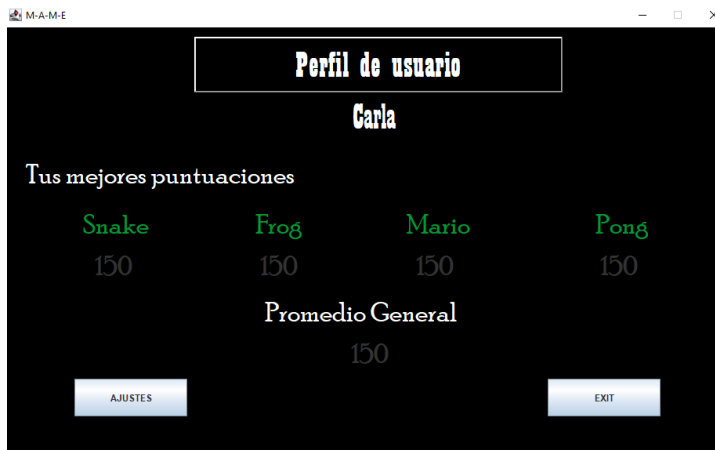 M-A-M-E
Perfil de usuario
Carla
Tus mejores puntuaciones
Snake Frog Mario Pong
150 150 150 150
Promedio General
150
AJUSTES EXIT